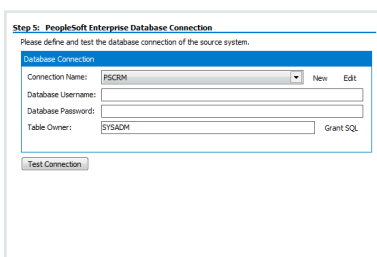 Step 5: PeopleSoft Enterprise Database Connection
Please define and test the database connection of the source system.
Database Connection
Connection Name: PSCRM New Edit
Database Username:
Database Password:
Table Owner: SYSADM Grant SQL
Test Connection